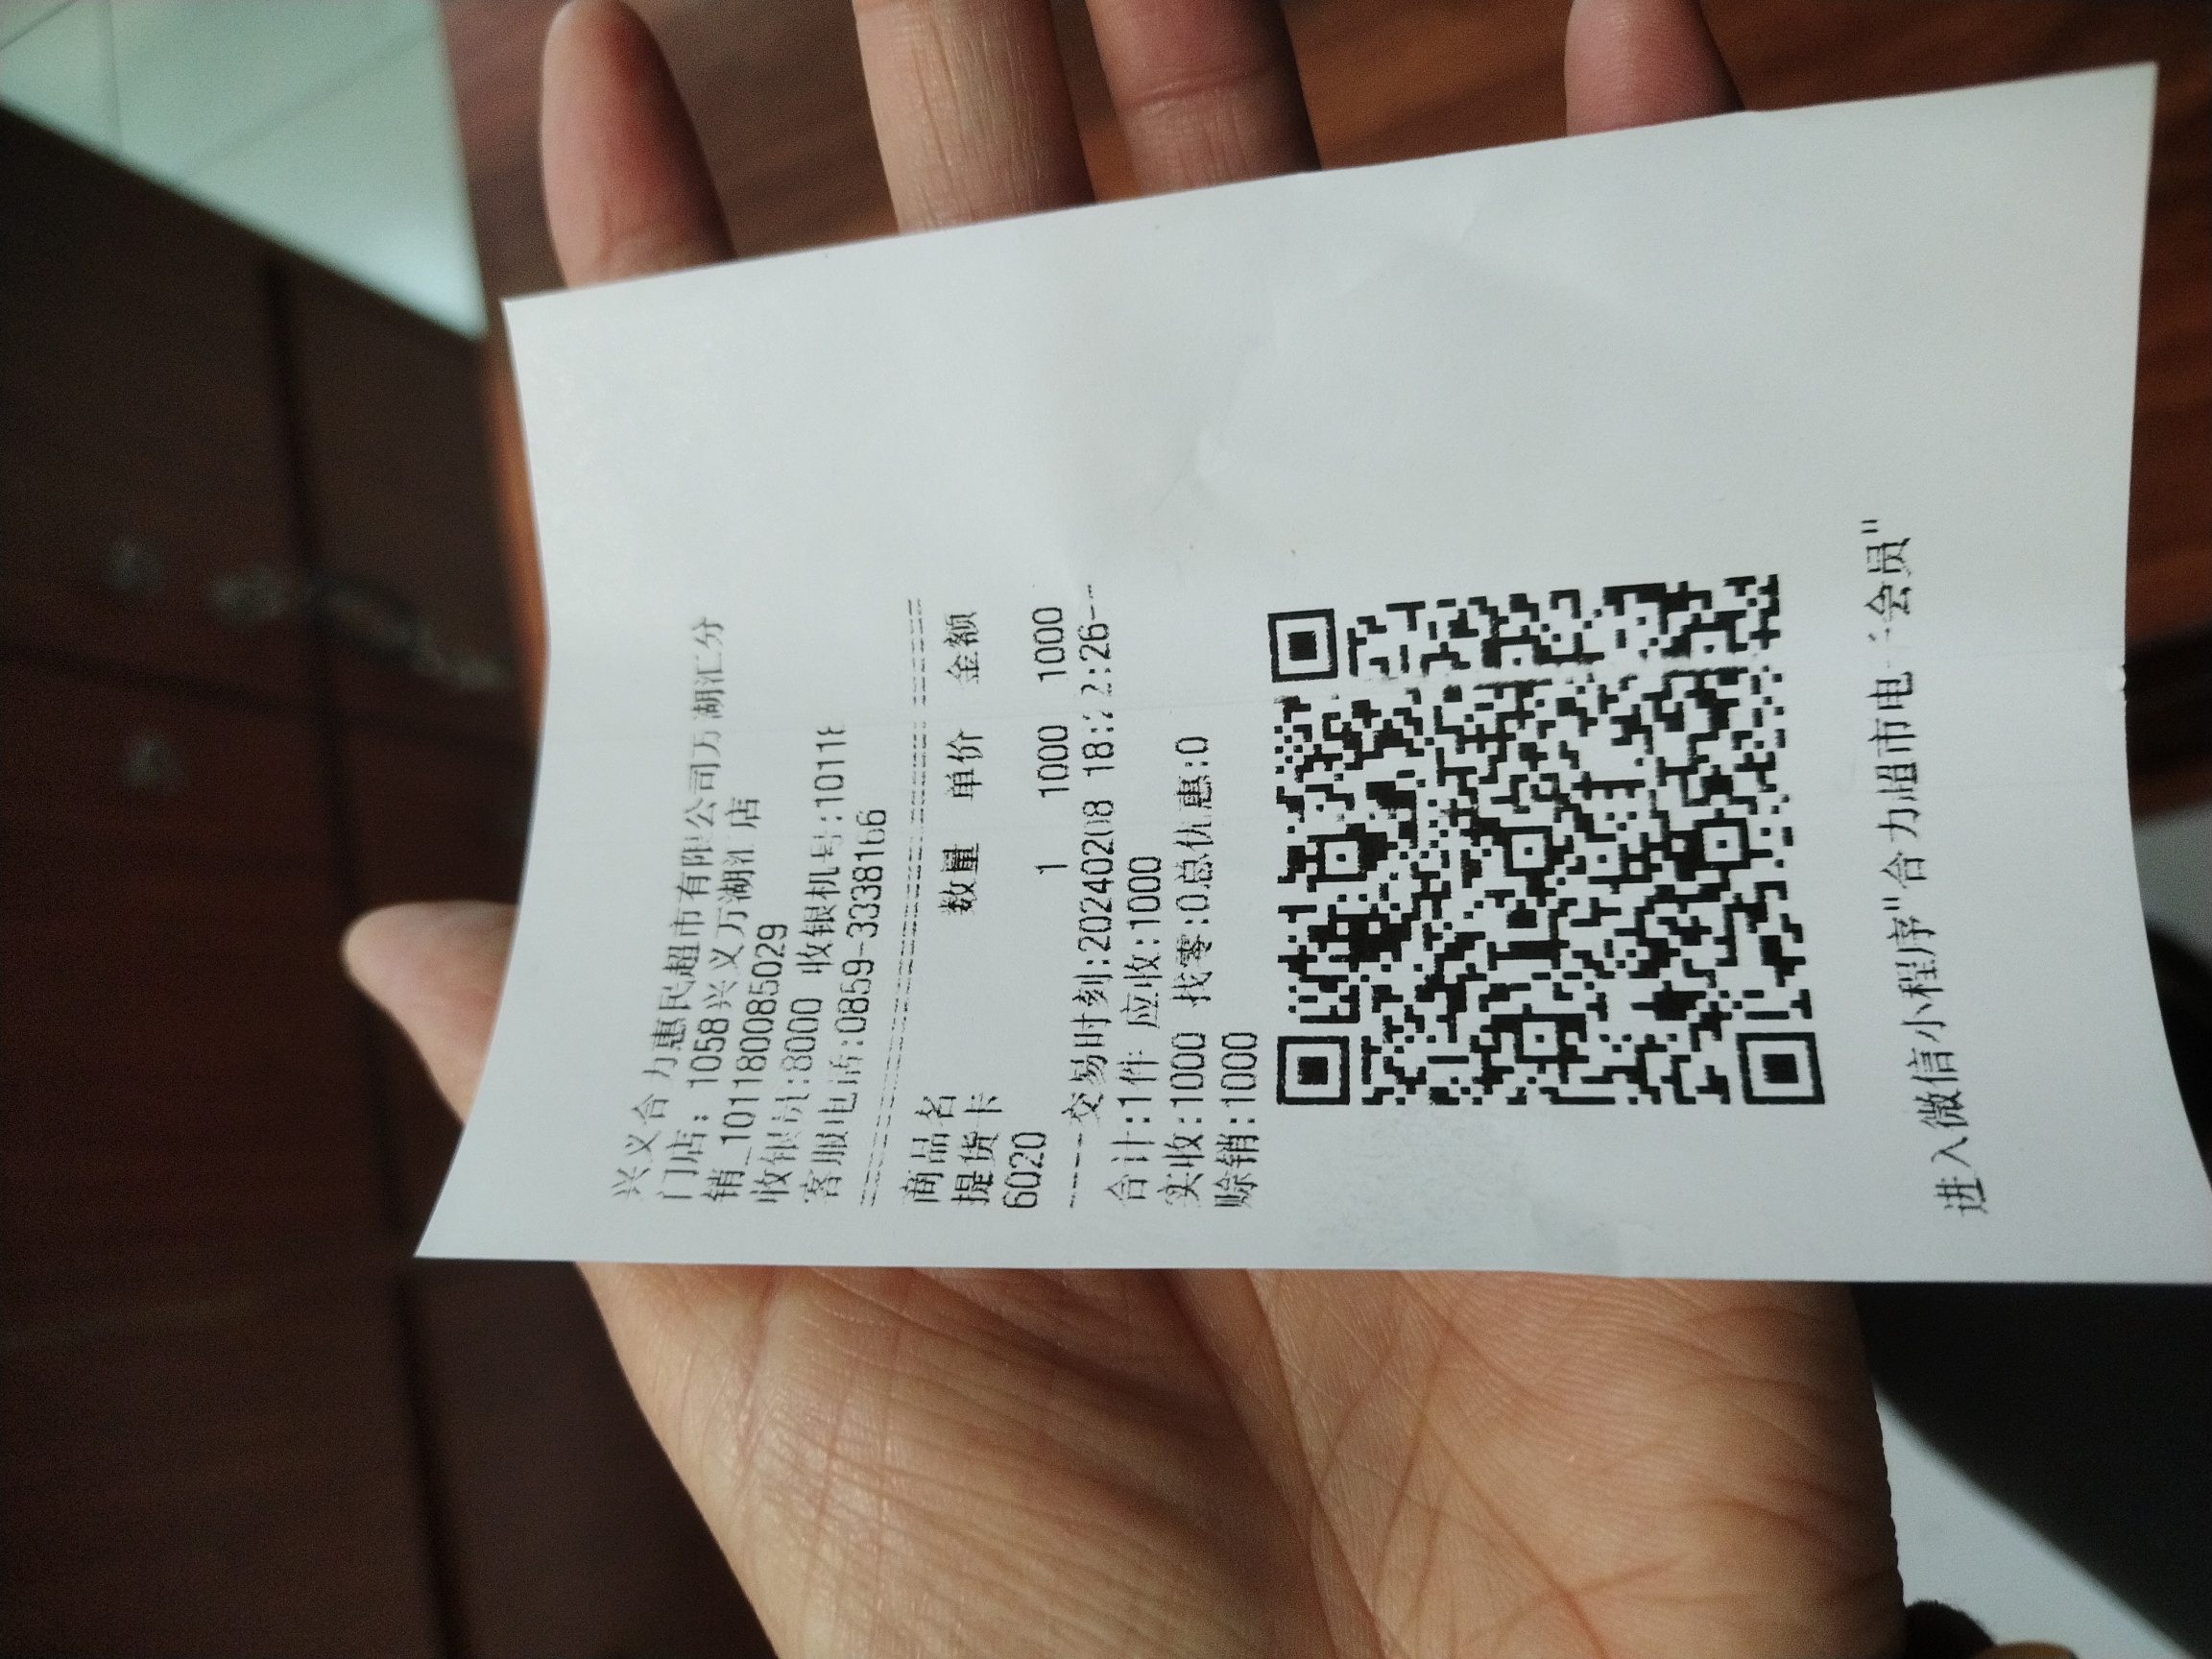 兴义合力惠民超市有限公司万湖汇分
门店：1058兴义万湖汇店
销_1011800085029
收银员:8000 收银机号:10118
客服电话:0859-3338166
商品名 数量 单价 金额
提货卡
6020 1 1000 1000
----交易时刻:20240208 18:22:26--
合计:1件 应收:1000
实收:1000 找零:0总优惠:0
赊销:1000
进入微信小程序"合力超市电子会员"